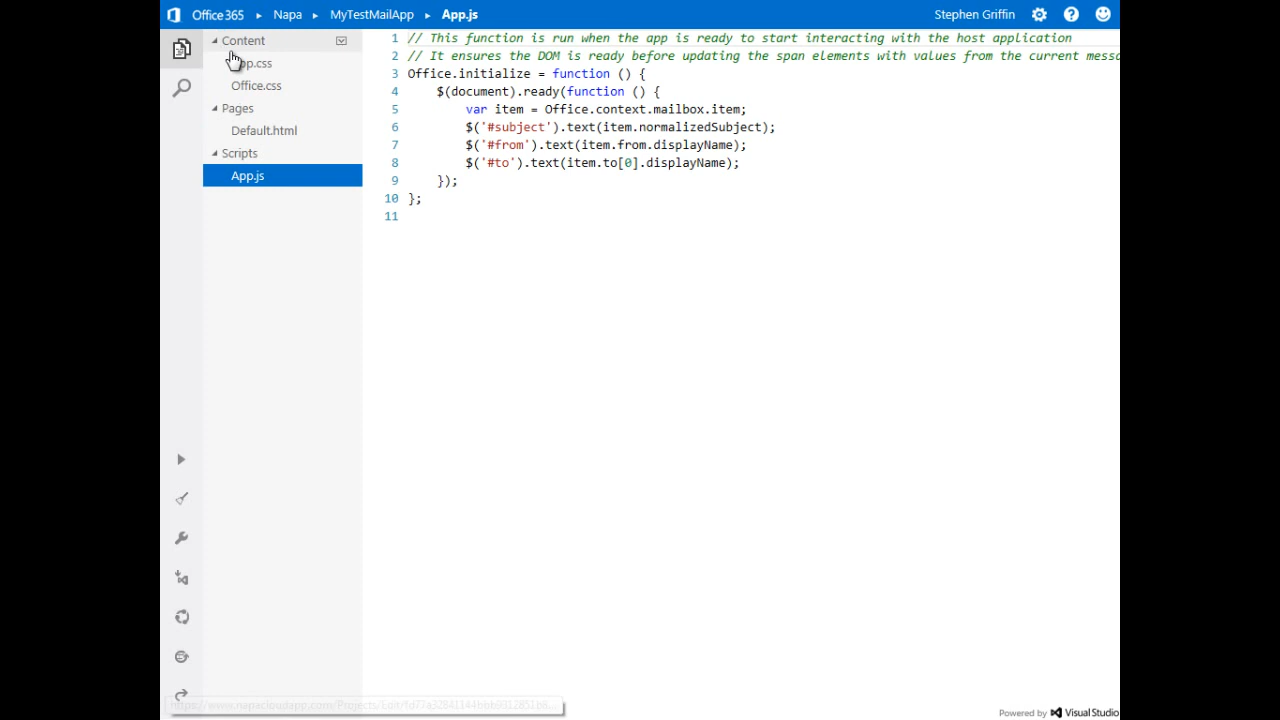 Office 365 ▸ Napa ▸ MyTestMailApp ▸ App.js
Stephen Griffin
Content
Office.css
Pages
Default.html
Scripts
App.js
1 // This function is run when the app is ready to start interacting with the host application
2 // It ensures the DOM is ready before updating the span elements with values from the current
3 Office.initialize = function () {
4 $(document).ready(function () {
5 var item = Office.context.mailbox.item;
6 $('#subject').text(item.normalizedSubject);
7 $('#from').text(item.from.displayName);
8 $('#to').text(item.to[0].displayName);
9 });
10 };
11
Powered by Visual Studio